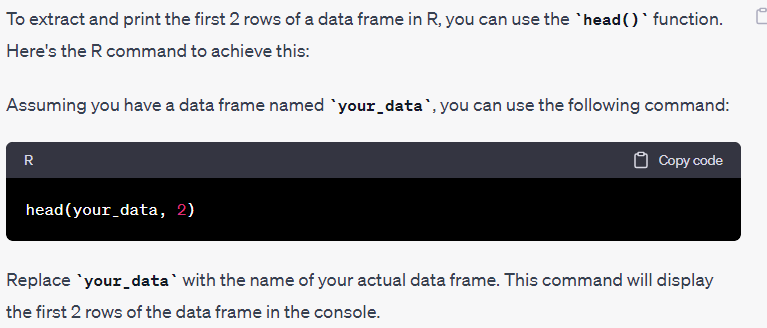 To extract and print the first 2 rows of a data frame in R, you can use the `head()` function.
Here's the R command to achieve this:
Assuming you have a data frame named `your_data`, you can use the following command:
R Copy code
head(your_data, 2)
Replace `your_data` with the name of your actual data frame. This command will display
the first 2 rows of the data frame in the console.